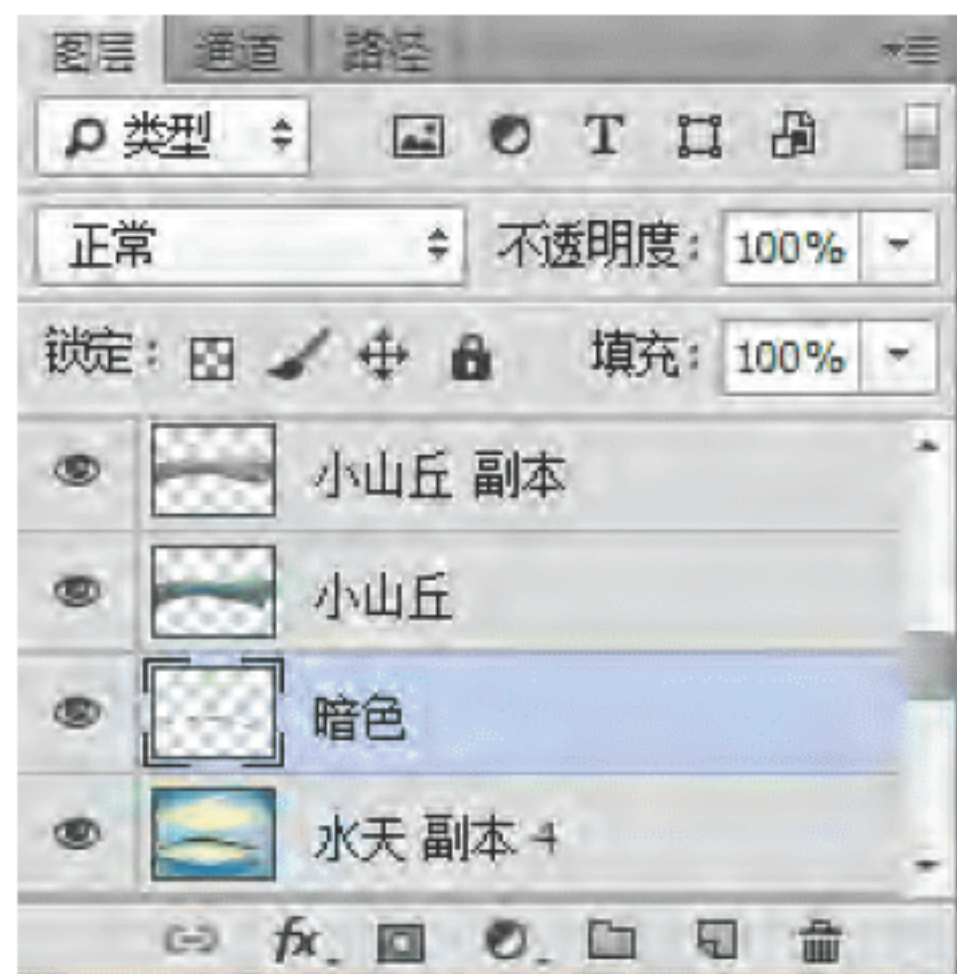 图层 通道 路径
类型
正常 不透明度: 100%
锁定: 填充: 100%
小山丘 副本
小山丘
暗色
水天 副本 4
fx.